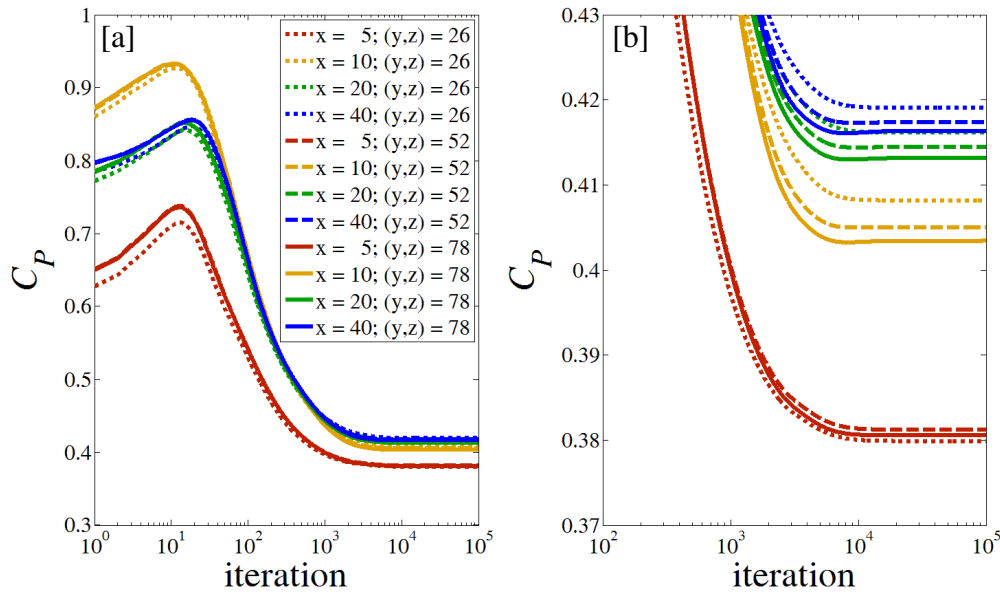 [a]
x = 5; (y,z) = 26
x = 10; (y,z) = 26
x = 20; (y,z) = 26
x = 40; (y,z) = 26
x = 5; (y,z) = 52
x = 10; (y,z) = 52
x = 20; (y,z) = 52
x = 40; (y,z) = 52
x = 5; (y,z) = 78
x = 10; (y,z) = 78
x = 20; (y,z) = 78
x = 40; (y,z) = 78
1
0.9
0.8
0.7
0.6
0.5
0.4
0.3
C_P
10^0 10^1 10^2 10^3 10^4 10^5
iteration
[b]
0.43
0.42
0.41
0.4
0.39
0.38
0.37
C_P
10^2 10^3 10^4 10^5
iteration